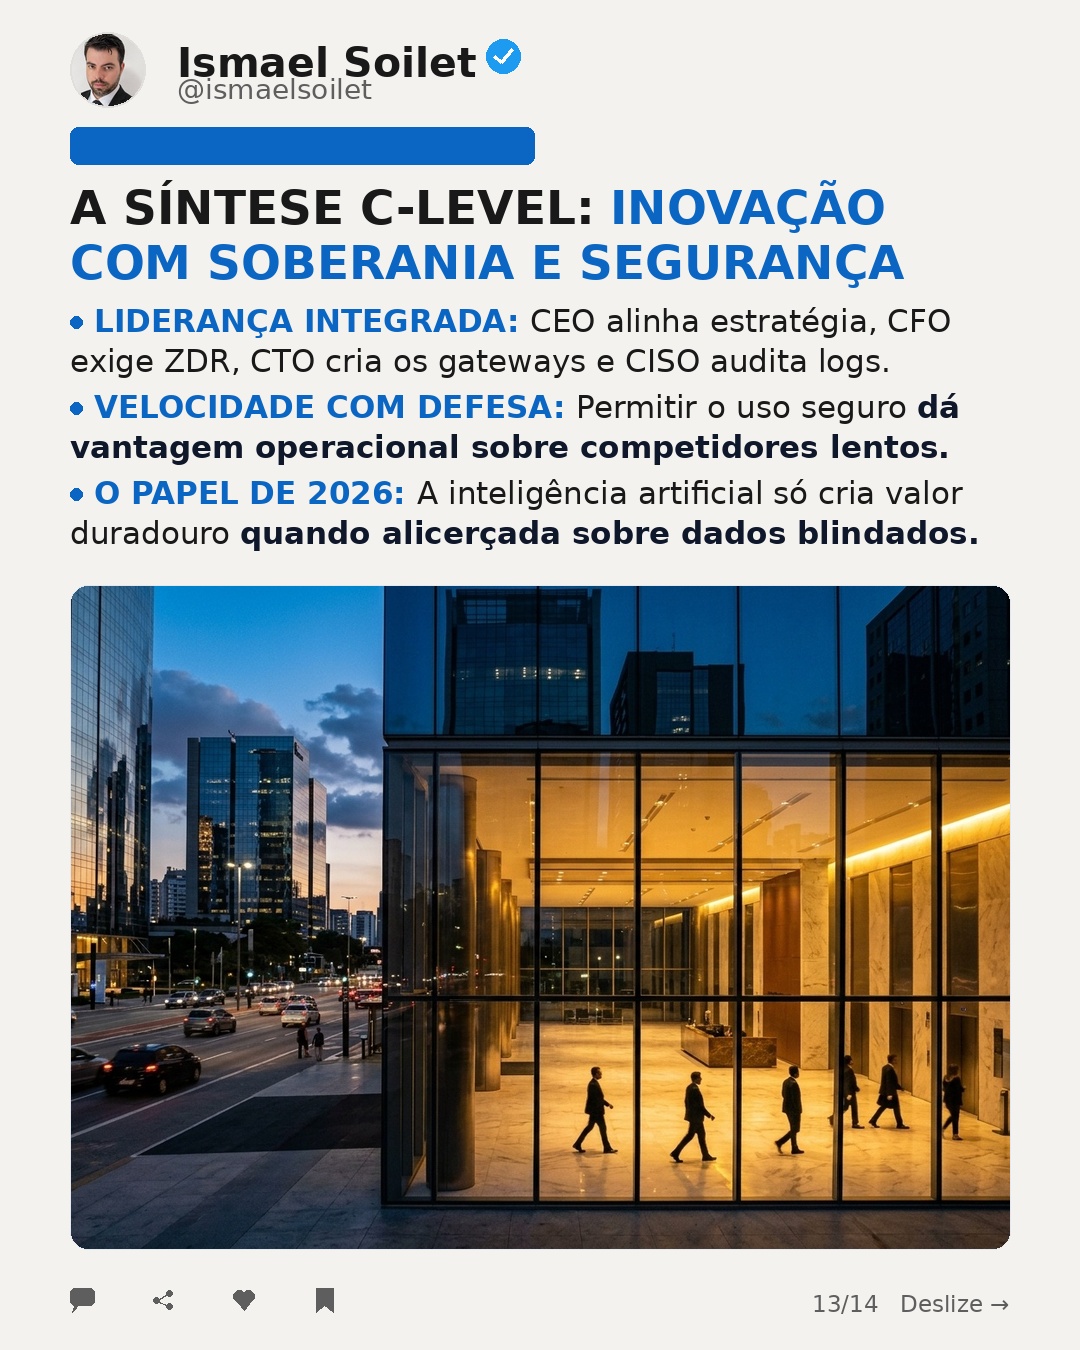 Ismael Soilet
@ismaelsoilet
A SÍNTESE C-LEVEL: INOVAÇÃO
COM SOBERANIA E SEGURANÇA
• LIDERANÇA INTEGRADA: CEO alinha estratégia, CFO
exige ZDR, CTO cria os gateways e CISO audita logs.
• VELOCIDADE COM DEFESA: Permitir o uso seguro dá
vantagem operacional sobre competidores lentos.
• O PAPEL DE 2026: A inteligência artificial só cria valor
duradouro quando alicerçada sobre dados blindados.
13/14 Deslize →